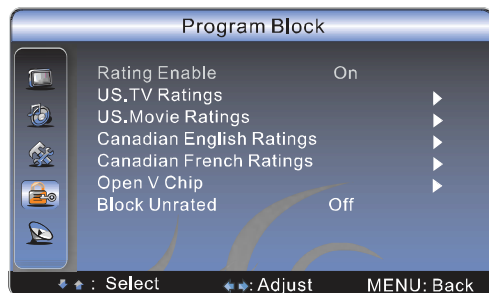 Program Block
Rating Enable On
US.TV Ratings
US.Movie Ratings
Canadian English Ratings
Canadian French Ratings
Open V Chip
Block Unrated Off
: Select : Adjust MENU: Back